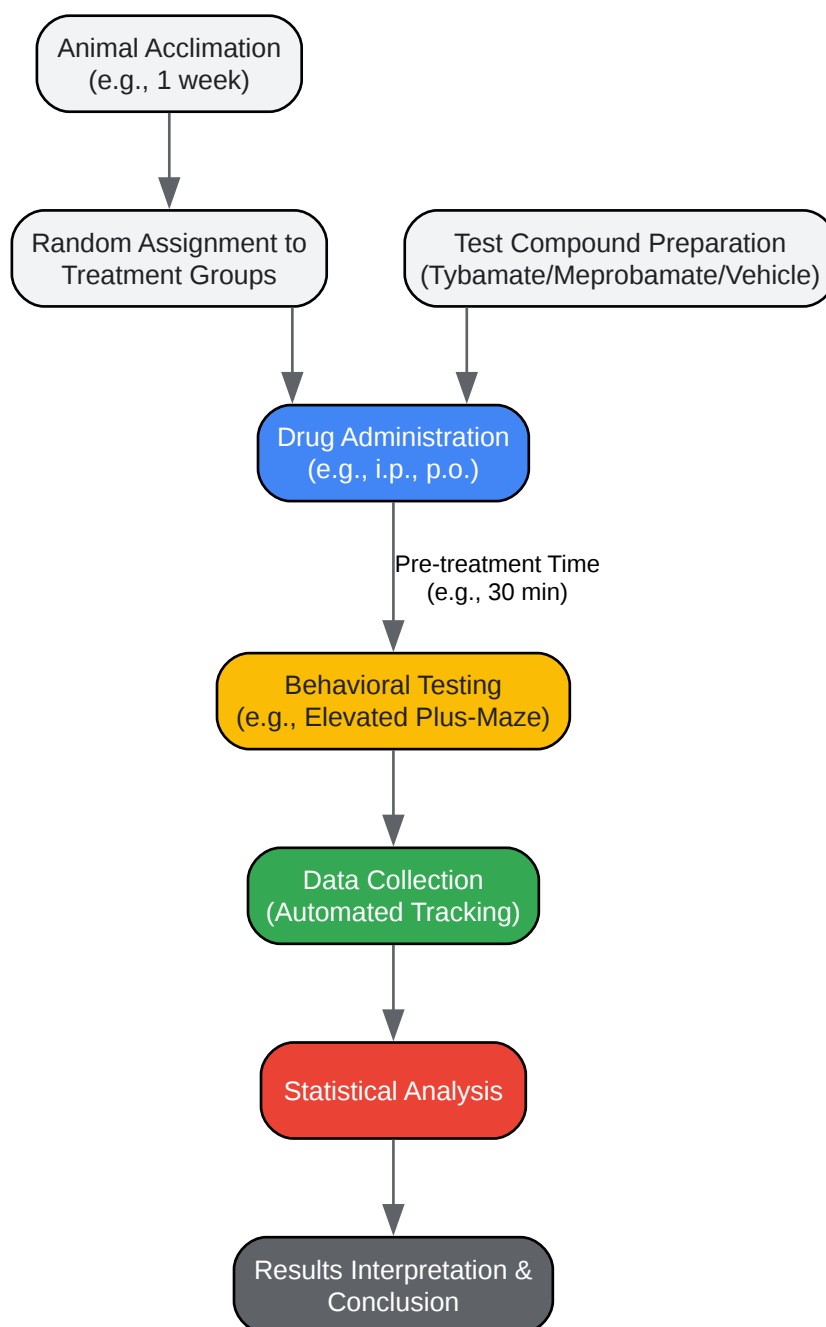 Animal Acclimation
(e.g., 1 week)
Random Assignment to
Treatment Groups
Test Compound Preparation
(Tybamate/Meprobamate/Vehicle)
Drug Administration
(e.g., i.p., p.o.)
Pre-treatment Time
(e.g., 30 min)
Behavioral Testing
(e.g., Elevated Plus-Maze)
Data Collection
(Automated Tracking)
Statistical Analysis
Results Interpretation &
Conclusion